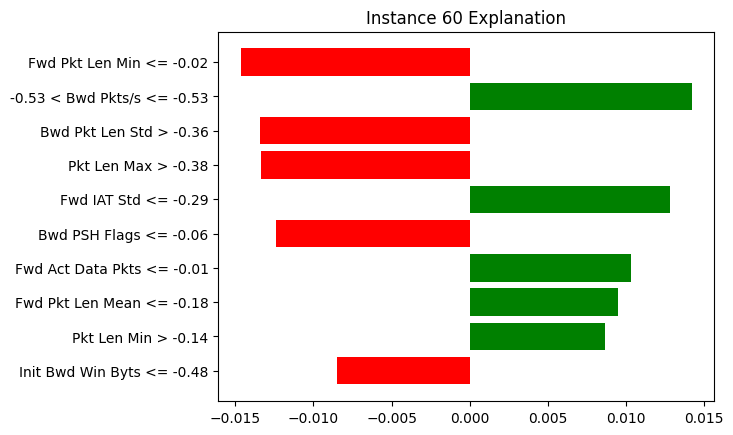 Instance 60 Explanation
Fwd Pkt Len Min <= -0.02
-0.53 < Bwd Pkts/s <= -0.53
Bwd Pkt Len Std > -0.36
Pkt Len Max > -0.38
Fwd IAT Std <= -0.29
Bwd PSH Flags <= -0.06
Fwd Act Data Pkts <= -0.01
Fwd Pkt Len Mean <= -0.18
Pkt Len Min > -0.14
Init Bwd Win Byts <= -0.48
−0.015 −0.010 −0.005 0.000 0.005 0.010 0.015